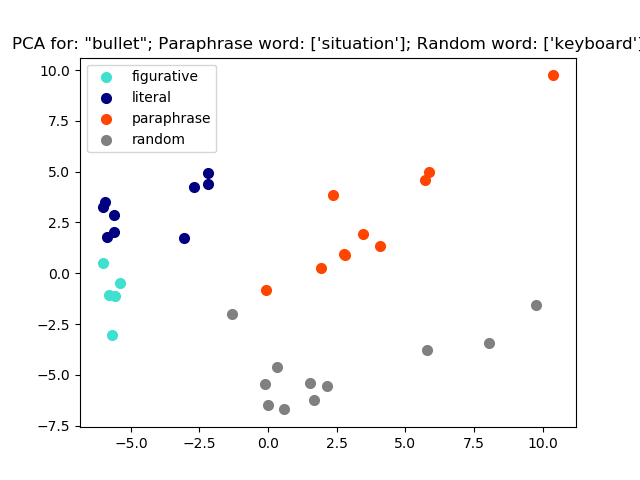 PCA for: "bullet"; Paraphrase word: ['situation']; Random word: ['keyboard']
figurative
literal
paraphrase
random
10.0
7.5
5.0
2.5
0.0
−2.5
−5.0
−7.5
−5.0 −2.5 0.0 2.5 5.0 7.5 10.0